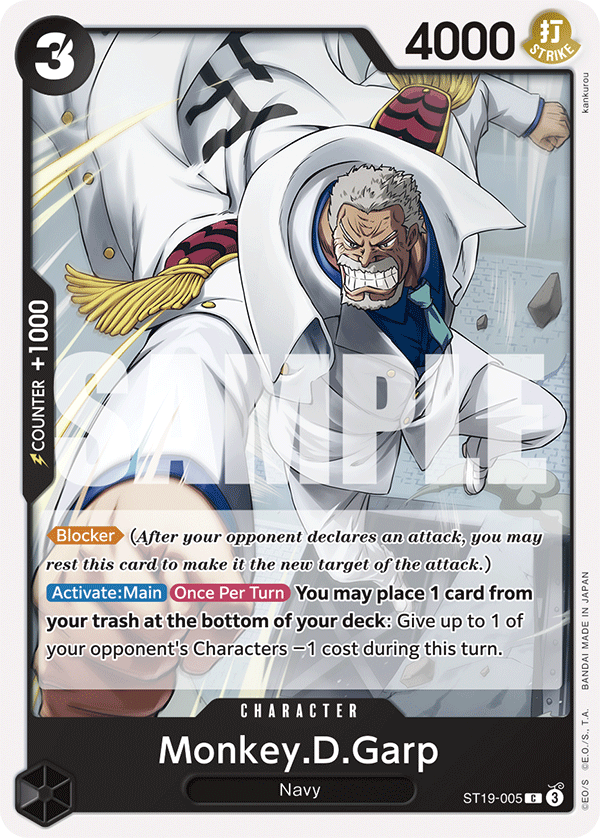 3
4000
打
STRIKE
kankurou
COUNTER +1000
SAMPLE
Blocker (After your opponent declares an attack, you may
rest this card to make it the new target of the attack.)
Activate:Main Once Per Turn You may place 1 card from
your trash at the bottom of your deck: Give up to 1 of
your opponent's Characters −1 cost during this turn.
CHARACTER
Monkey.D.Garp
Navy
ST19-005 C 3
©E.O./S., T.A. BANDAI MADE IN JAPAN
©EO/S